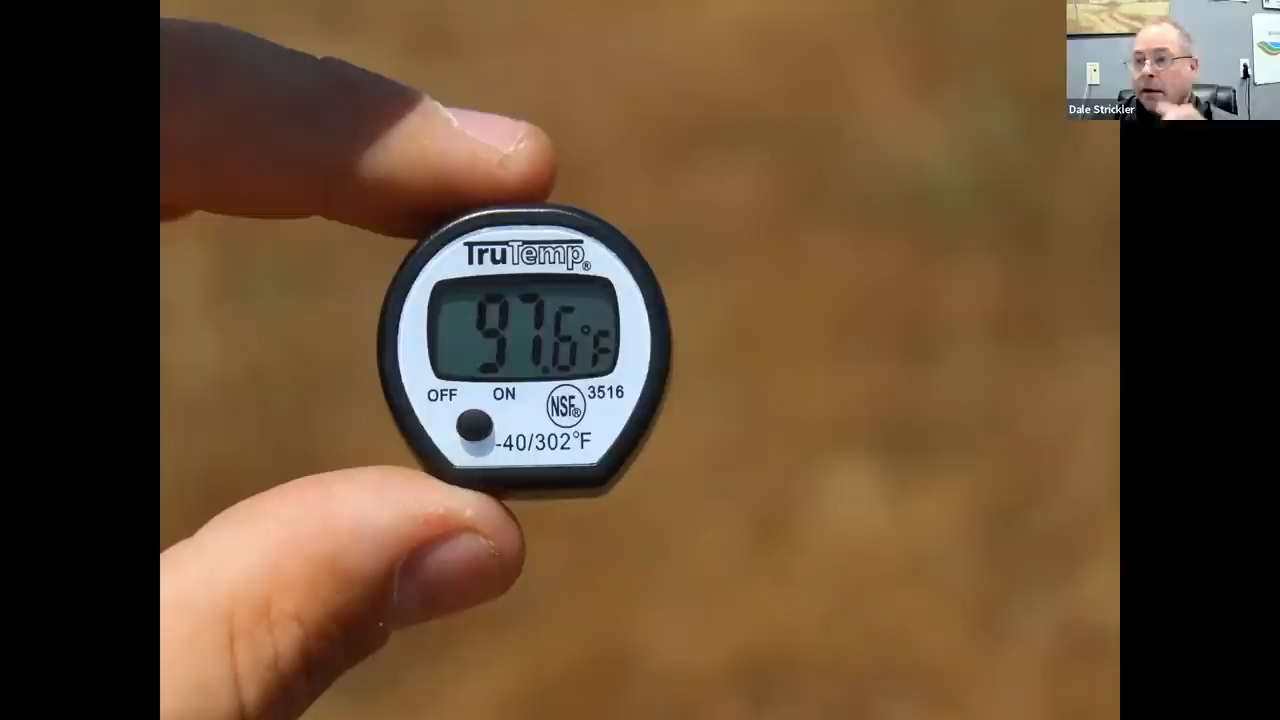 Dale Strickler
TruTemp®
97.6°F
OFF ON NSF® 3516
-40/302°F